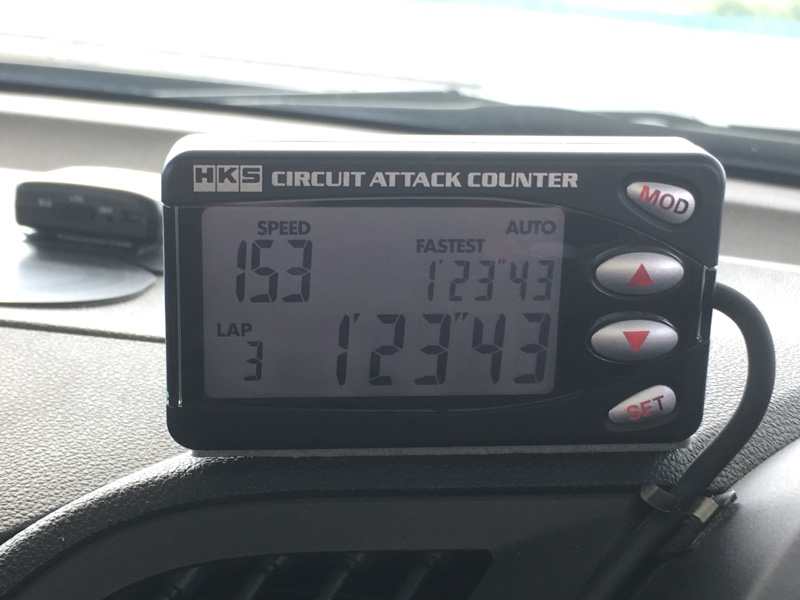 HKS CIRCUIT ATTACK COUNTER
MOD
SPEED
153
AUTO
FASTEST
1'23"43
LAP
3
1'23"43
SET